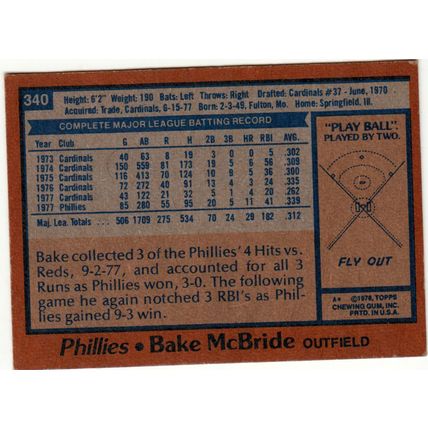 340
Height: 6'2" Weight: 190 Bats: Left Throws: Right Drafted: Cardinals #37 - June, 1970
Acquired: Trade, Cardinals, 6-15-77 Born: 2-3-49, Fulton, Mo. Home: Springfield, Ill.
COMPLETE MAJOR LEAGUE BATTING RECORD
Year Club G AB R H 2B 3B HR RBI AVG.
1973 Cardinals 40 63 8 19 3 0 0 5 .302
1974 Cardinals 150 559 81 173 19 5 6 56 .309
1975 Cardinals 116 413 70 124 10 9 5 36 .300
1976 Cardinals 72 272 40 91 13 4 3 24 .335
1977 Cardinals 43 122 21 32 5 1 4 20 .262
1977 Phillies 85 280 55 95 20 5 11 41 .339
Maj. Lea. Totals ... 506 1709 275 534 70 24 29 182 .312
Bake collected 3 of the Phillies' 4 Hits vs.
Reds, 9-2-77, and accounted for all 3
Runs as Phillies won, 3-0. The following
game he again notched 3 RBI's as Phil-
lies gained 9-3 win.
"PLAY BALL".
PLAYED BY TWO.
FLY OUT
A* ©1978, TOPPS
CHEWING GUM, INC.
PRTD. IN U.S.A.
Phillies • Bake McBride OUTFIELD